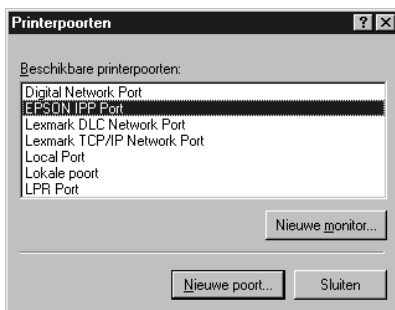 Printerpoorten
Beschikbare printerpoorten:
Digital Network Port
EPSON IPP Port
Lexmark DLC Network Port
Lexmark TCP/IP Network Port
Local Port
Lokale poort
LPR Port
Nieuwe monitor...
Nieuwe poort... Sluiten